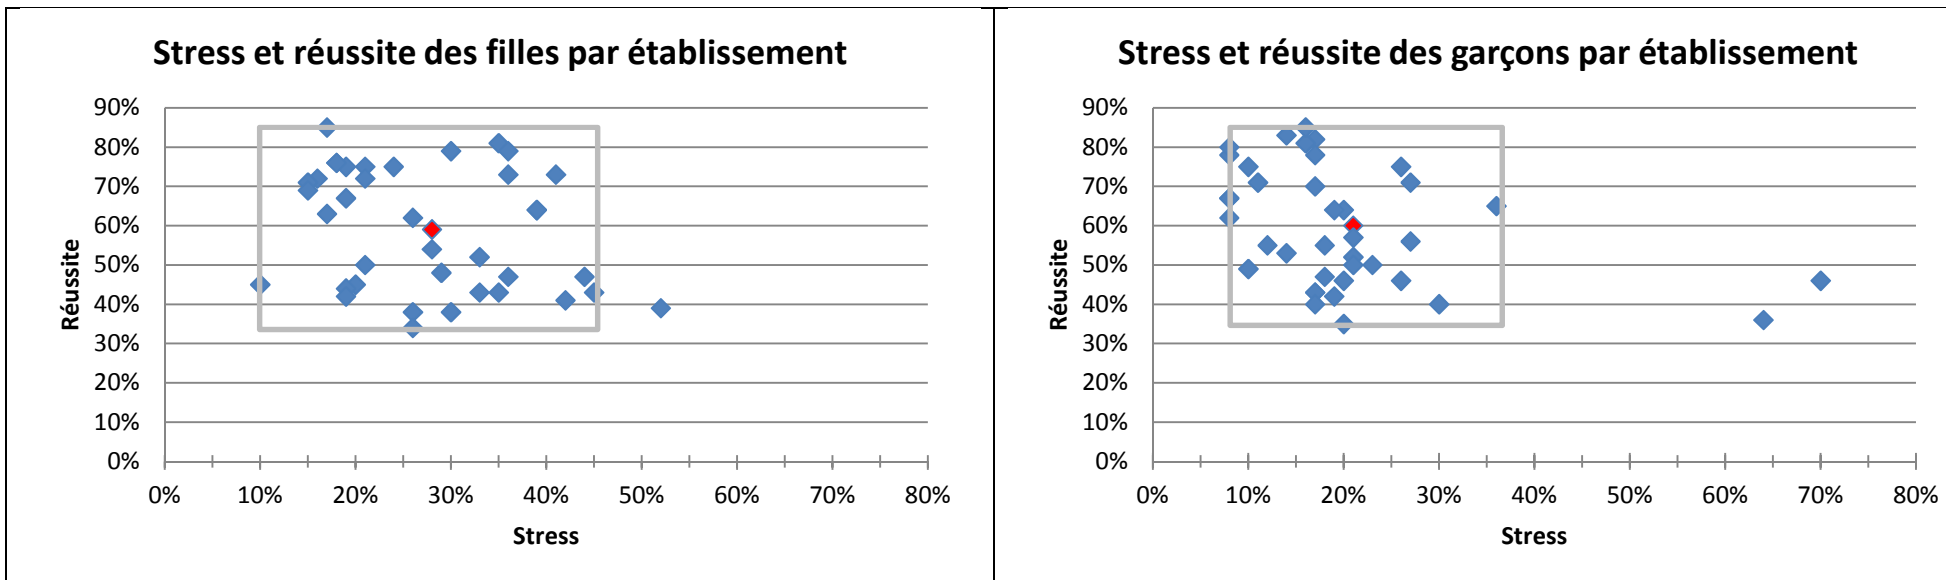 Stress et réussite des filles par établissement
90%
80%
70%
60%
50%
40%
30%
20%
10%
0%
Réussite
0% 10% 20% 30% 40% 50% 60% 70% 80%
Stress
Stress et réussite des garçons par établissement
90%
80%
70%
60%
50%
40%
30%
20%
10%
0%
Réussite
0% 10% 20% 30% 40% 50% 60% 70% 80%
Stress